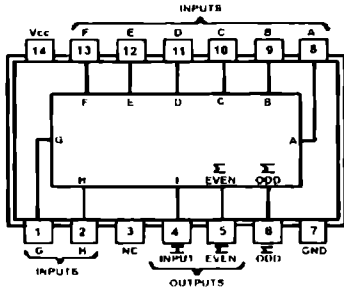 INPUTS
Vcc F E D C B A
14 13 12 11 10 9 8
F E D C B
G A
H I Σ EVEN Σ ODD
1 2 3 4 5 6 7
G H NC I INPUT Σ EVEN Σ ODD GND
INPUTS OUTPUTS